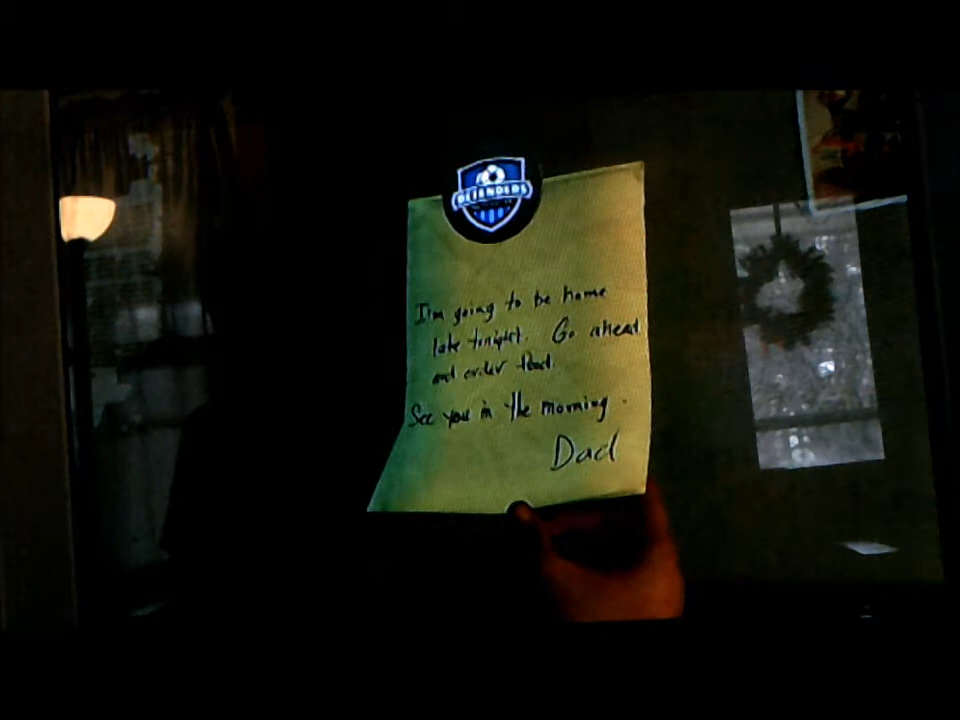 DEFENDERS
I'm going to be home
late tonight. Go ahead
and order food.
See you in the morning.
Dad